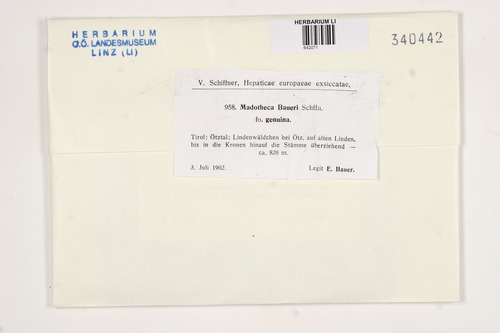 HERBARIUM
O.Ö. LANDESMUSEUM
LINZ (LI)
HERBARIUM LI
642071
340442
V. Schiffner, Hepaticae europaeae exsiccatae,
958. Madotheca Baueri Schffn.
fo. genuina.
Tirol: Ötztal; Lindenwäldchen bei Ötz, auf alten Linden,
bis in die Kronen hinauf die Stämme überziehend —
ca. 820 m.
3. Juli 1902. Legit E. Bauer.